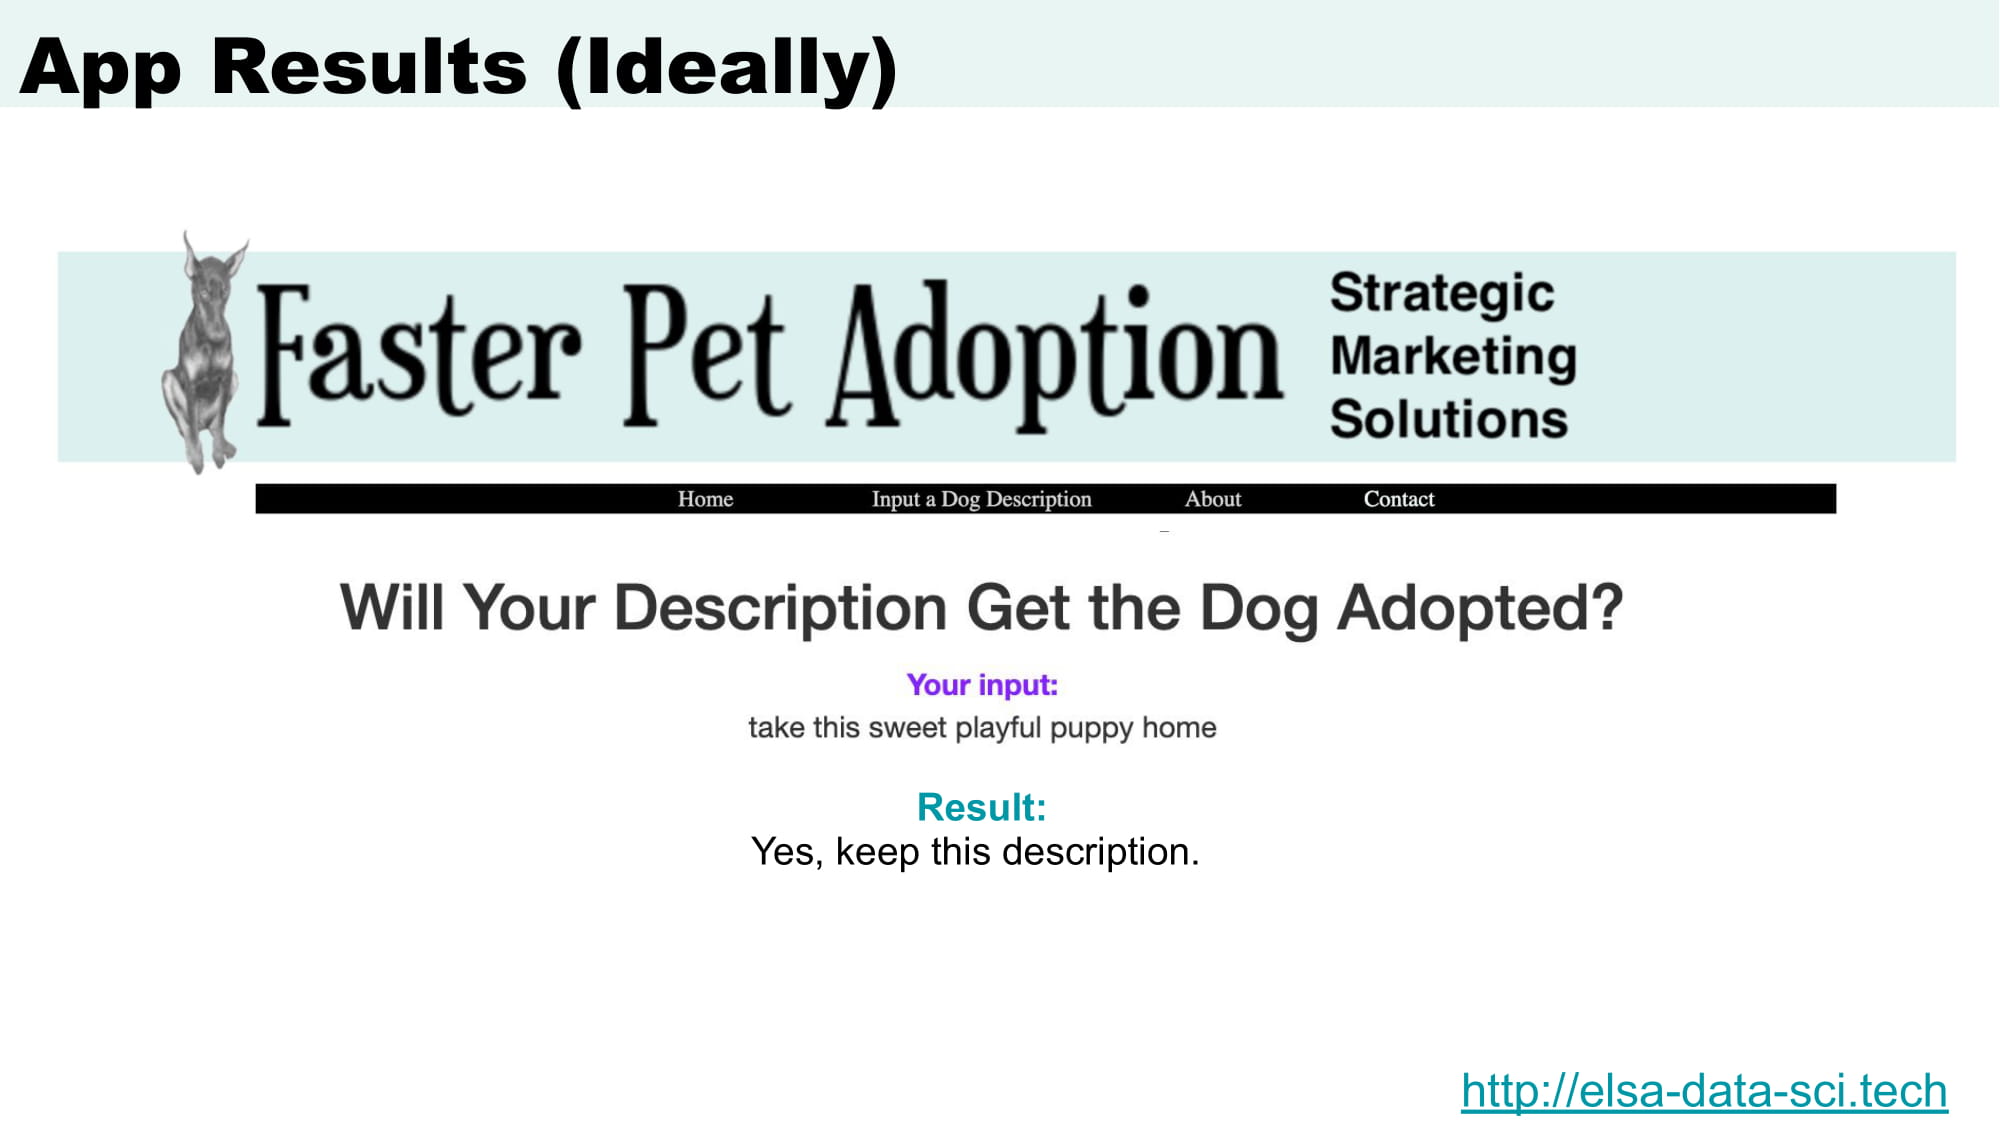 App Results (Ideally)
Faster Pet Adoption
Strategic
Marketing
Solutions
Home Input a Dog Description About Contact
Will Your Description Get the Dog Adopted?
Your input:
take this sweet playful puppy home
Result:
Yes, keep this description.
http://elsa-data-sci.tech